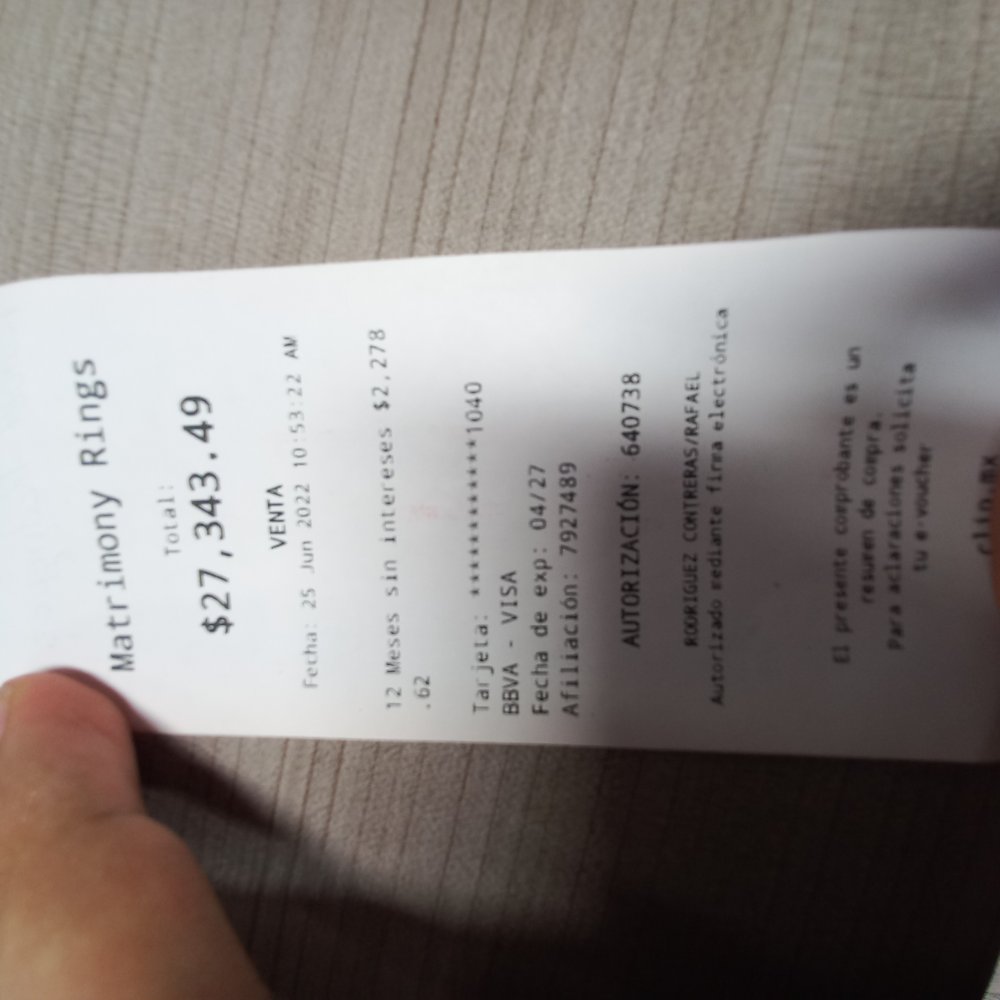 Matrimony Rings
Total:
$27,343.49
VENTA
Fecha: 25 Jun 2022 10:53:22 AM
12 Meses sin intereses $2,278
.62
Tarjeta: ************1040
BBVA - VISA
Fecha de exp: 04/27
Afiliación: 7927489
AUTORIZACIÓN: 640738
RODRIGUEZ CONTRERAS/RAFAEL
Autorizado mediante firma electrónica
El presente comprobante es un
resumen de compra.
Para aclaraciones solicita
tu e-voucher
clip.mx